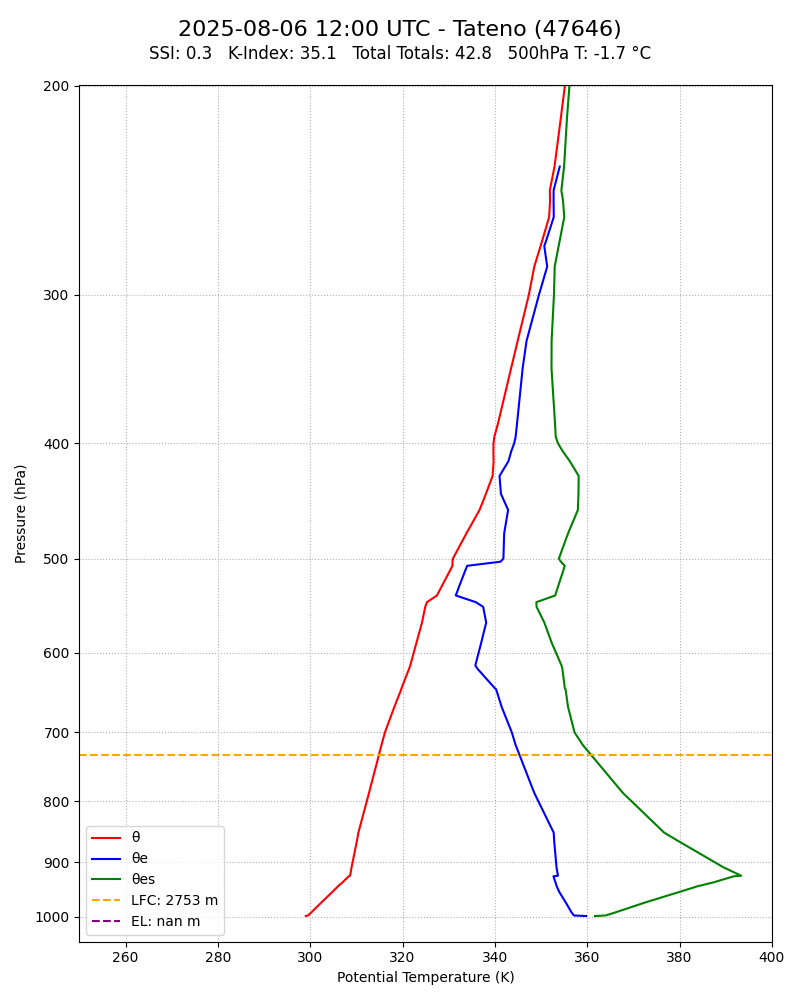 2025-08-06 12:00 UTC - Tateno (47646)
SSI: 0.3   K-Index: 35.1   Total Totals: 42.8   500hPa T: -1.7 °C
200
300
400
500
600
700
800
900
1000
Pressure (hPa)
θ
θe
θes
LFC: 2753 m
EL: nan m
260
280
300
320
340
360
380
400
Potential Temperature (K)